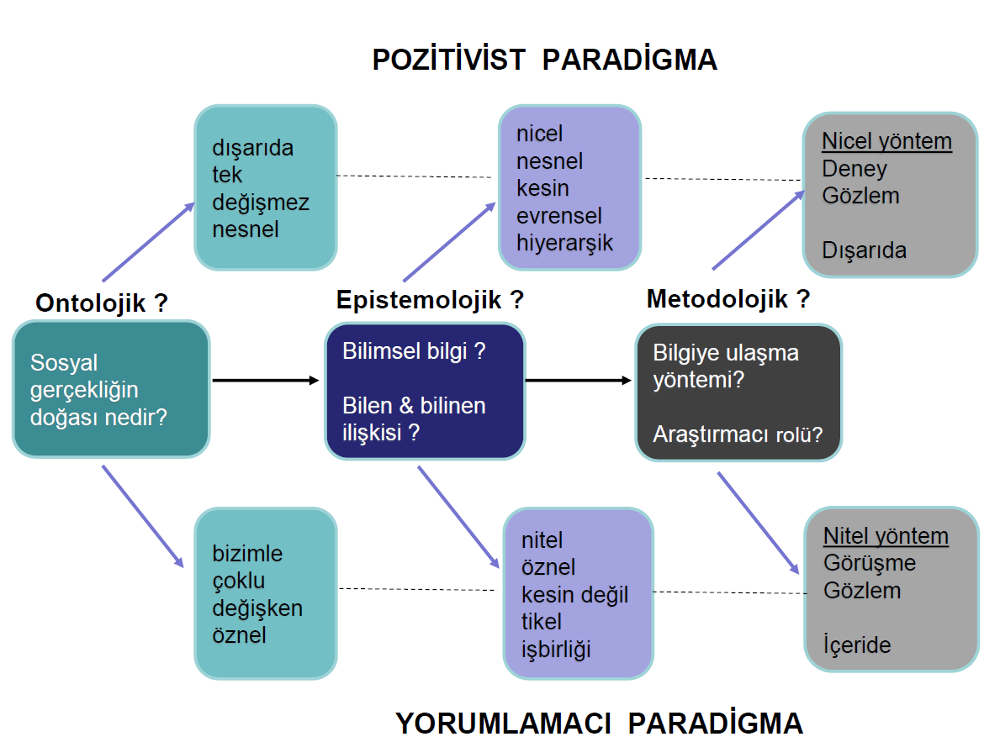 POZİTİVİST PARADİGMA
dışarıda
tek
değişmez
nesnel
nicel
nesnel
kesin
evrensel
hiyerarşik
Nicel yöntem
Deney
Gözlem
Dışarıda
Ontolojik ?
Sosyal
gerçekliğin
doğası nedir?
Epistemolojik ?
Bilimsel bilgi ?
Bilen & bilinen
ilişkisi ?
Metodolojik ?
Bilgiye ulaşma
yöntemi?
Araştırmacı rolü?
bizimle
çoklu
değişken
öznel
nitel
öznel
kesin değil
tikel
işbirliği
Nitel yöntem
Görüşme
Gözlem
İçeride
YORUMLAMACI PARADİGMA